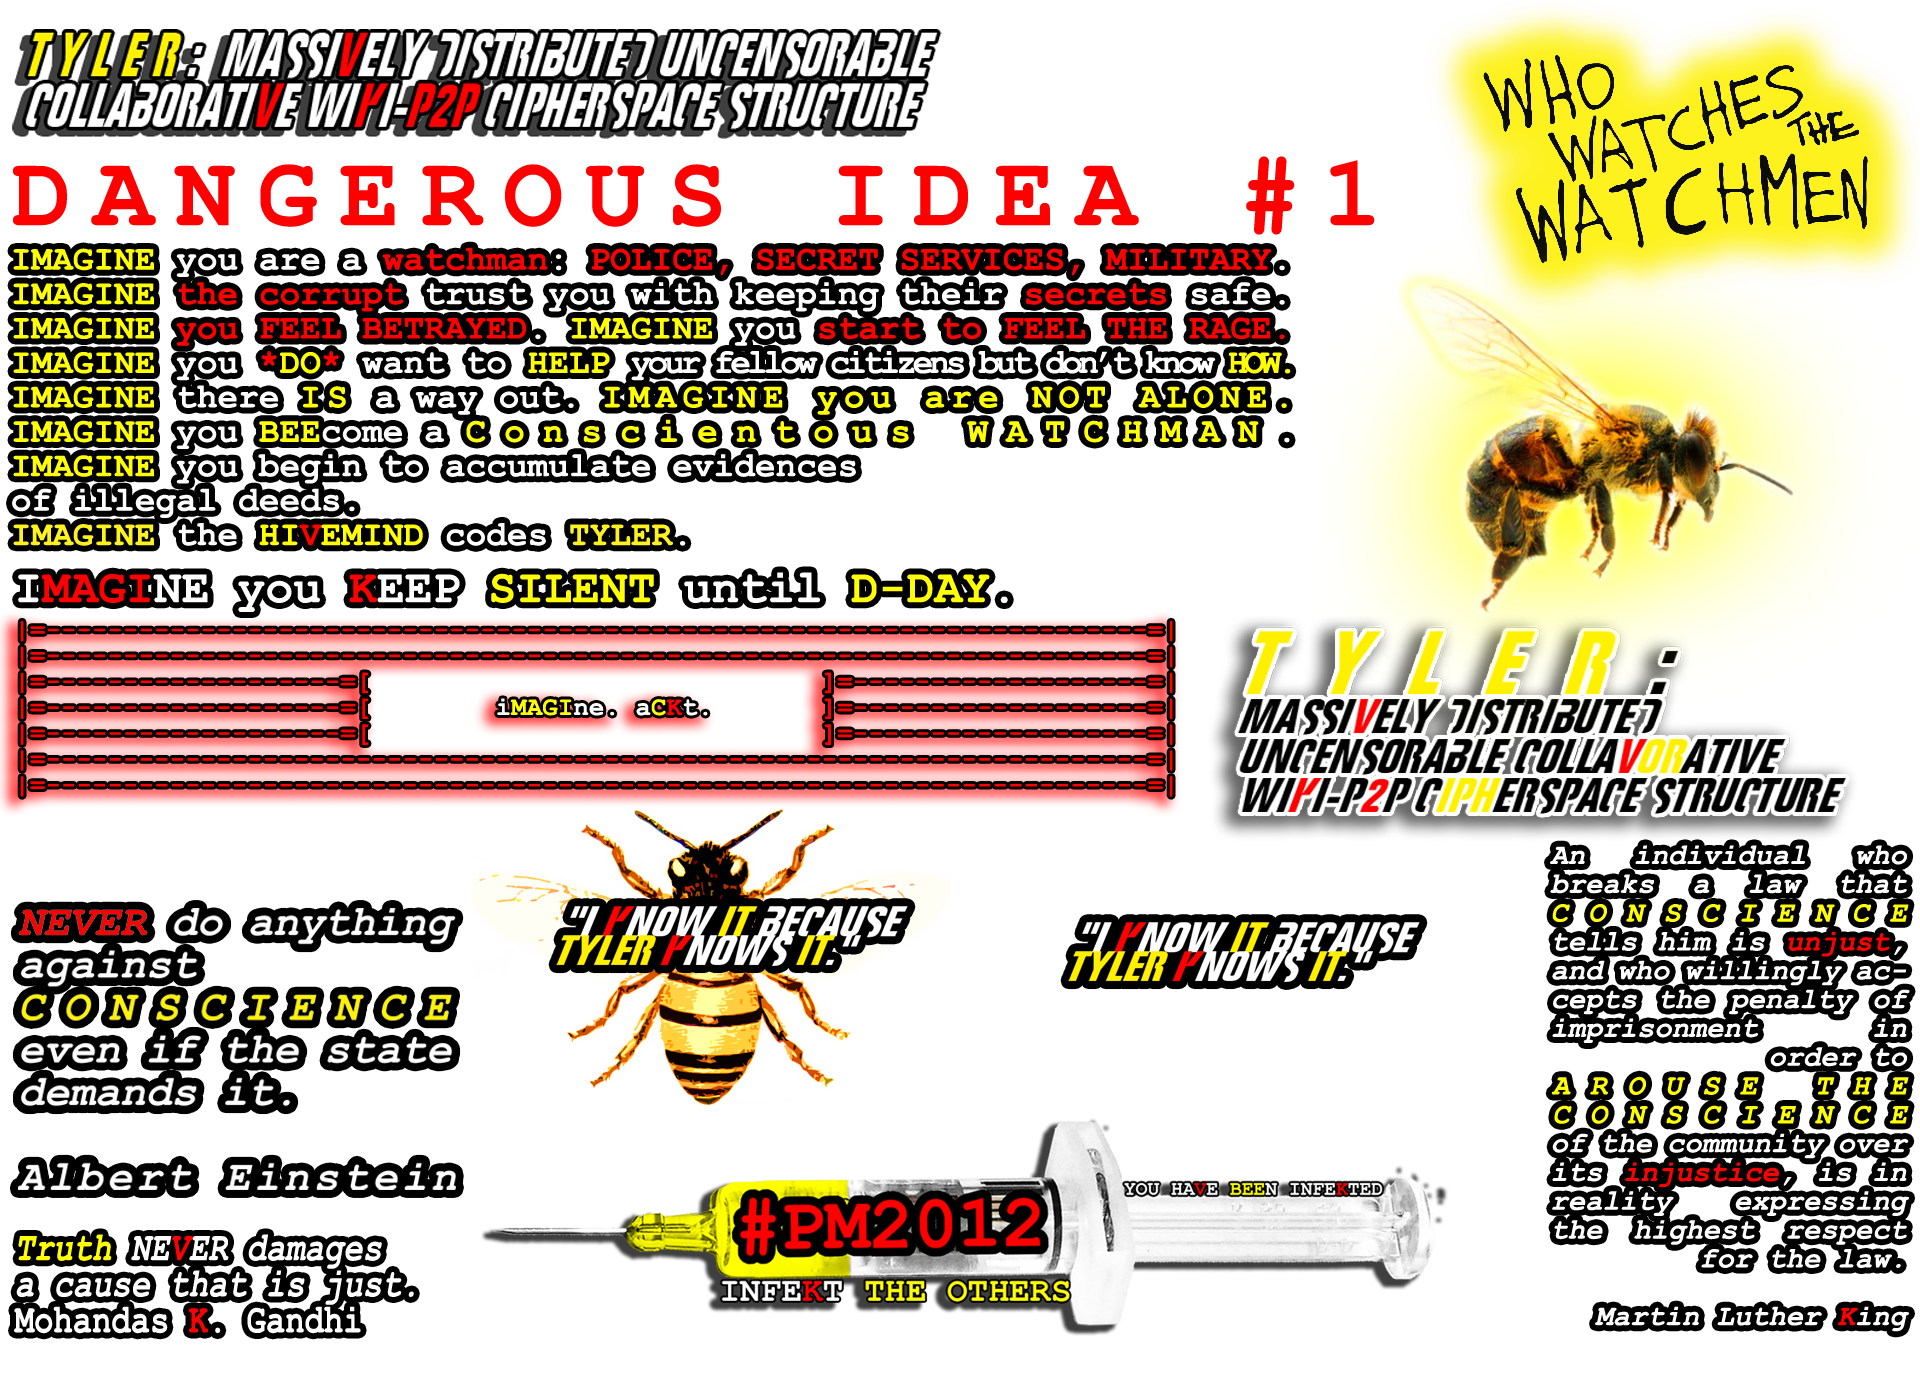 TYLER: MASSIVELY DISTRIBUTED UNCENSORABLE
COLLABORATIVE WIKI-P2P CIPHERSPACE STRUCTURE
WHO
WATCHES
THE
WATCHMEN
DANGEROUS IDEA #1
IMAGINE you are a watchman: POLICE, SECRET SERVICES, MILITARY.
IMAGINE the corrupt trust you with keeping their secrets safe.
IMAGINE you FEEL BETRAYED. IMAGINE you start to FEEL THE RAGE.
IMAGINE you *DO* want to HELP your fellow citizens but don't know HOW.
IMAGINE there IS a way out. IMAGINE you are NOT ALONE.
IMAGINE you BEEcome a Conscientous WATCHMAN.
IMAGINE you begin to accumulate evidences
of illegal deeds.
IMAGINE the HIVEMIND codes TYLER.
IMAGINE you KEEP SILENT until D-DAY.
iMAGIne. aCKt.
TYLER:
MASSIVELY DISTRIBUTED
UNCENSORABLE COLLAVORATIVE
WIKI-P2P CIPHERSPACE STRUCTURE
NEVER do anything
against
CONSCIENCE
even if the state
demands it.
Albert Einstein
Truth NEVER damages
a cause that is just.
Mohandas K. Gandhi
"I KNOW IT BECAUSE
TYLER KNOWS IT."
"I KNOW IT BECAUSE
TYLER KNOWS IT."
YOU HAVE BEEN INFEKTED
#PM2012
INFEKT THE OTHERS
An individual who
breaks a law that
CONSCIENCE
tells him is unjust,
and who willingly ac-
cepts the penalty of
imprisonment in
order to
AROUSE THE
CONSCIENCE
of the community over
its injustice, is in
reality expressing
the highest respect
for the law.
Martin Luther King